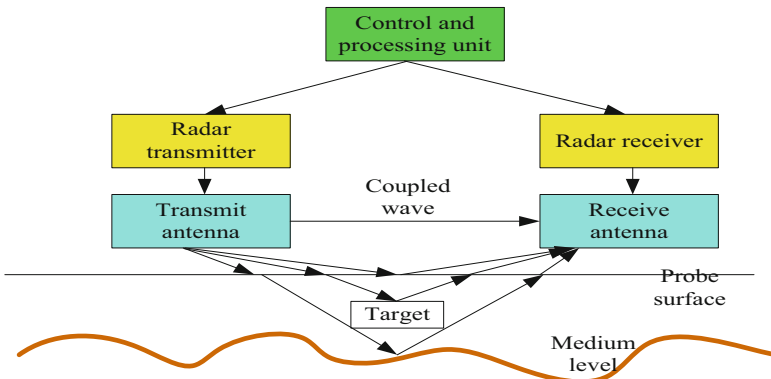 Control and
processing unit
Radar
transmitter
Radar receiver
Coupled
wave
Transmit
antenna
Receive
antenna
Probe
surface
Target
Medium
level